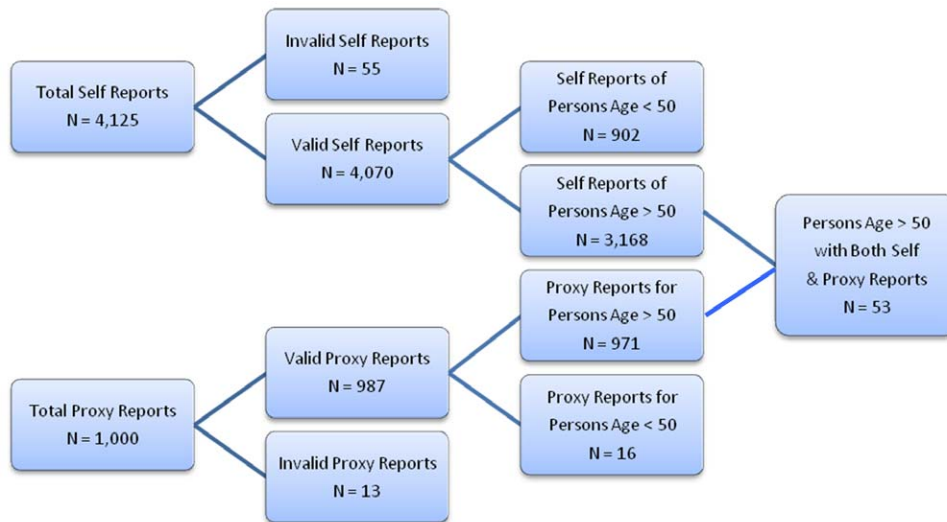 Invalid Self Reports
N = 55
Total Self Reports
N = 4,125
Valid Self Reports
N = 4,070
Self Reports of
Persons Age < 50
N = 902
Self Reports of
Persons Age > 50
N = 3,168
Persons Age > 50
with Both Self
& Proxy Reports
N = 53
Proxy Reports for
Persons Age > 50
N = 971
Valid Proxy Reports
N = 987
Total Proxy Reports
N = 1,000
Proxy Reports for
Persons Age < 50
N = 16
Invalid Proxy Reports
N = 13